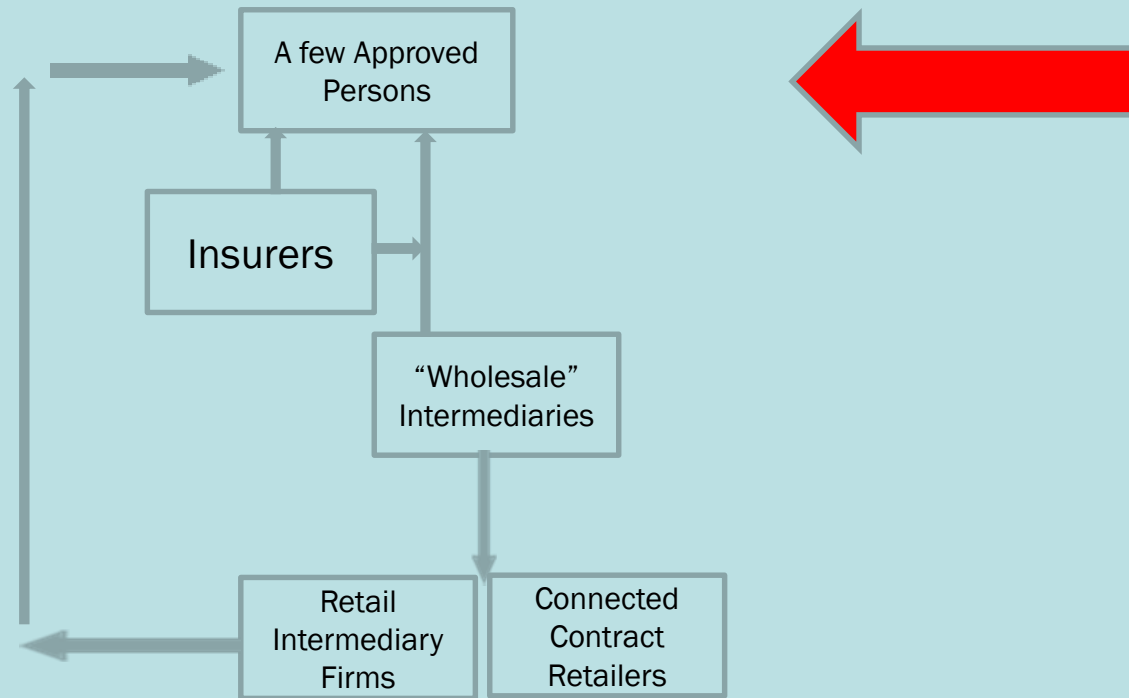 A few Approved
Persons
Insurers
“Wholesale”
Intermediaries
Retail
Intermediary
Firms
Connected
Contract
Retailers